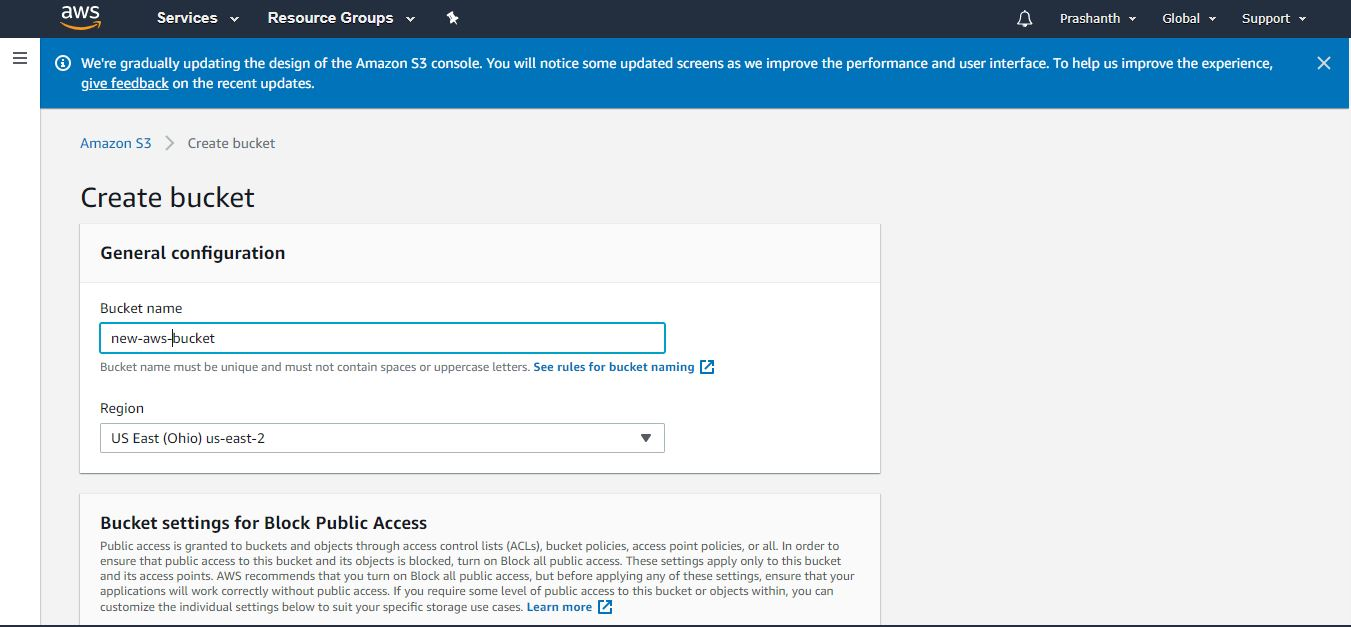 aws Services Resource Groups Prashanth Global Support
We're gradually updating the design of the Amazon S3 console. You will notice some updated screens as we improve the performance and user interface. To help us improve the experience,
give feedback on the recent updates.
Amazon S3 Create bucket
Create bucket
General configuration
Bucket name
new-aws-bucket
Bucket name must be unique and must not contain spaces or uppercase letters. See rules for bucket naming
Region
US East (Ohio) us-east-2
Bucket settings for Block Public Access
Public access is granted to buckets and objects through access control lists (ACLs), bucket policies, access point policies, or all. In order to
ensure that public access to this bucket and its objects is blocked, turn on Block all public access. These settings apply only to this bucket
and its access points. AWS recommends that you turn on Block all public access, but before applying any of these settings, ensure that your
applications will work correctly without public access. If you require some level of public access to this bucket or objects within, you can
customize the individual settings below to suit your specific storage use cases. Learn more